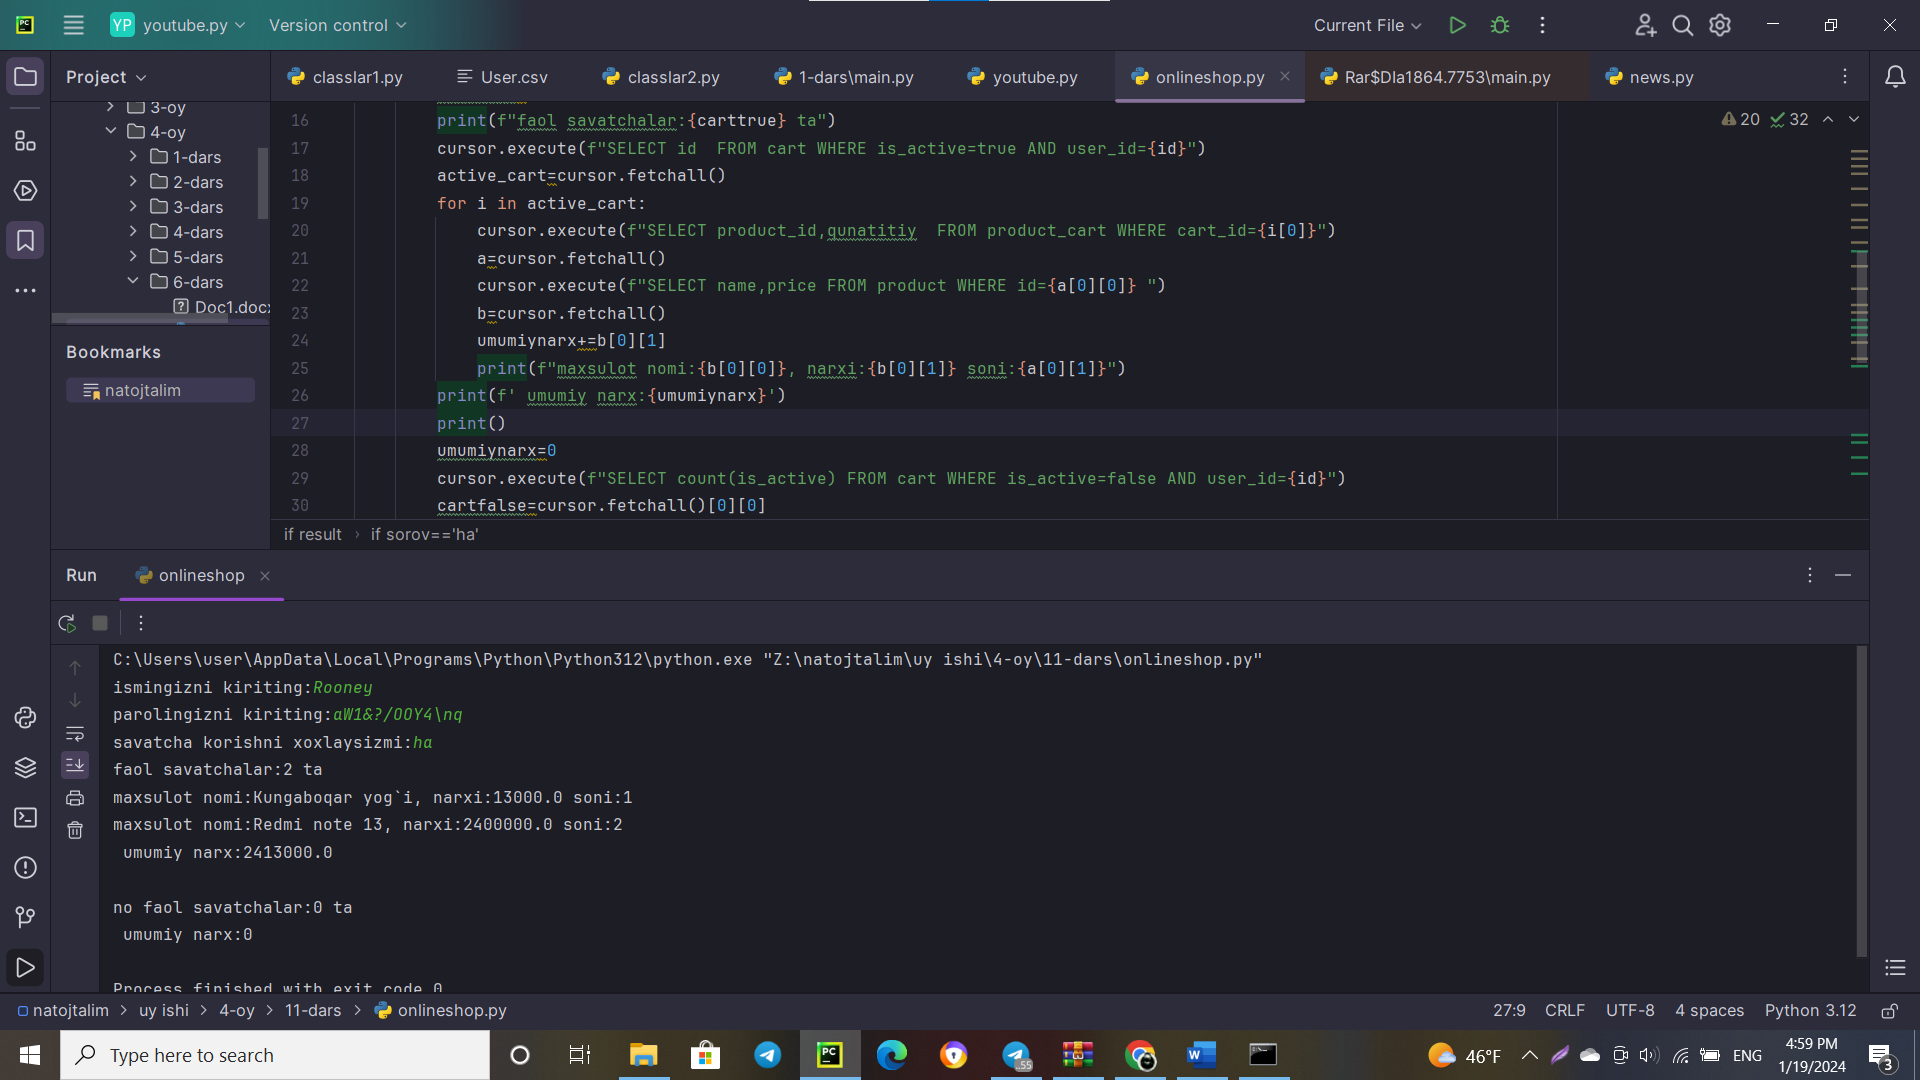 YP youtube.py Version control Current File
Project
classlar1.py User.csv classlar2.py 1-dars\main.py youtube.py onlineshop.py Rar$DIa1864.7753\main.py news.py
3-oy
4-oy
1-dars
2-dars
3-dars
4-dars
5-dars
6-dars
Doc1.docx
Bookmarks
natojtalim
20 32
16 print(f"faol savatchalar:{carttrue} ta")
17 cursor.execute(f"SELECT id  FROM cart WHERE is_active=true AND user_id={id}")
18 active_cart=cursor.fetchall()
19 for i in active_cart:
20 cursor.execute(f"SELECT product_id,qunatitiy  FROM product_cart WHERE cart_id={i[0]}")
21 a=cursor.fetchall()
22 cursor.execute(f"SELECT name,price FROM product WHERE id={a[0][0]} ")
23 b=cursor.fetchall()
24 umumiynarx+=b[0][1]
25 print(f"maxsulot nomi:{b[0][0]}, narxi:{b[0][1]} soni:{a[0][1]}")
26 print(f' umumiy narx:{umumiynarx}')
27 print()
28 umumiynarx=0
29 cursor.execute(f"SELECT count(is_active) FROM cart WHERE is_active=false AND user_id={id}")
30 cartfalse=cursor.fetchall()[0][0]
if result › if sorov=='ha'
Run onlineshop
C:\Users\user\AppData\Local\Programs\Python\Python312\python.exe "Z:\natojtalim\uy ishi\4-oy\11-dars\onlineshop.py"
ismingizni kiriting:Rooney
parolingizni kiriting:aW1&?/OOY4\nq
savatcha korishni xoxlaysizmi:ha
faol savatchalar:2 ta
maxsulot nomi:Kungaboqar yog`i, narxi:13000.0 soni:1
maxsulot nomi:Redmi note 13, narxi:2400000.0 soni:2
umumiy narx:2413000.0
no faol savatchalar:0 ta
umumiy narx:0
Process finished with exit code 0
natojtalim > uy ishi > 4-oy > 11-dars > onlineshop.py 27:9 CRLF UTF-8 4 spaces Python 3.12
Type here to search PC 55 46°F ENG 4:59 PM
1/19/2024 3